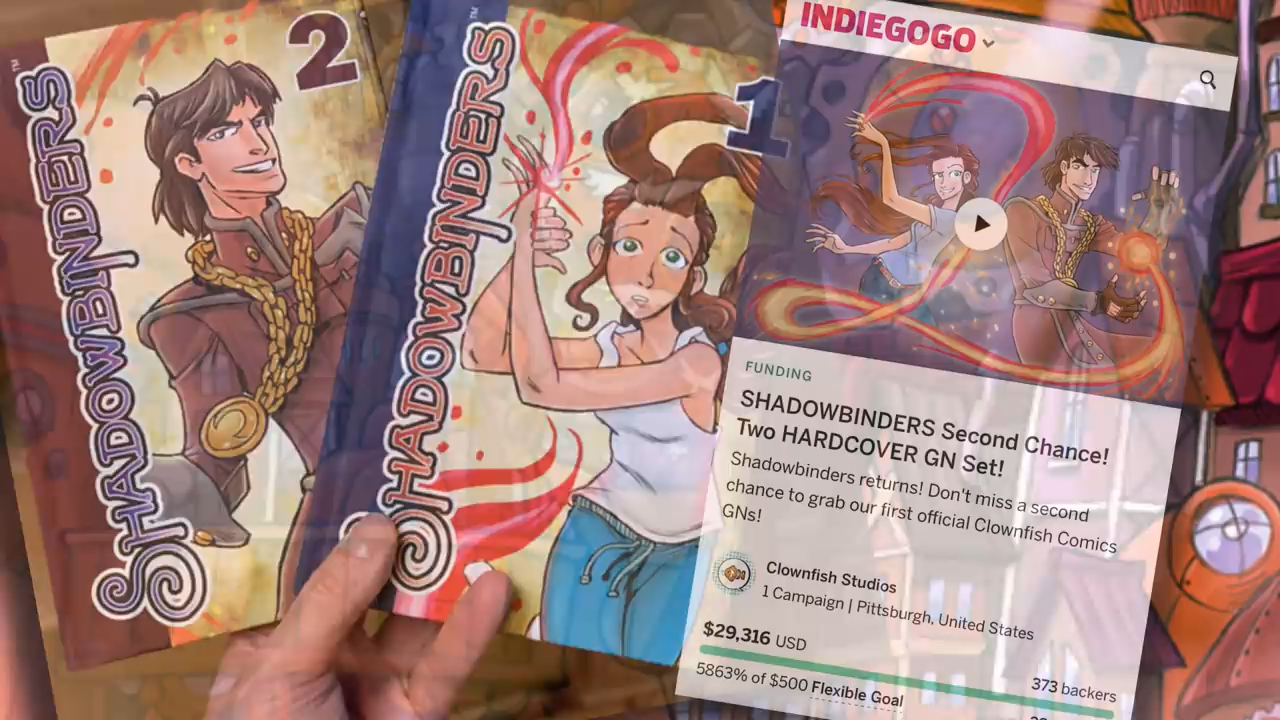 SHADOWBINDERS™
2
SHADOWBINDERS™
1
INDIEGOGO
FUNDING
SHADOWBINDERS Second Chance!
Two HARDCOVER GN Set!
Shadowbinders returns! Don't miss a second
chance to grab our first official Clownfish Comics
GNs!
Clownfish Studios
1 Campaign | Pittsburgh, United States
$29,316 USD
5863% of $500 Flexible Goal
373 backers